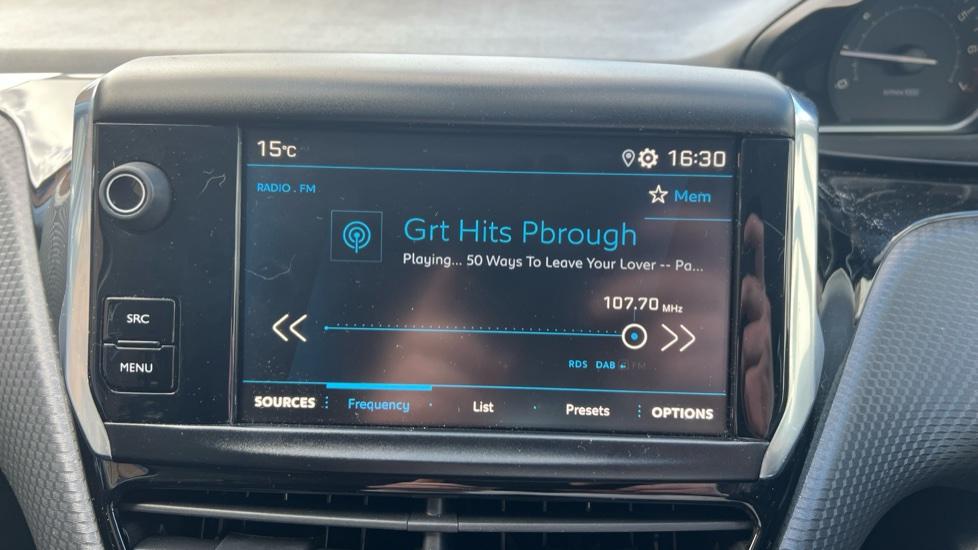 15°C
16:30
RADIO . FM
Mem
Grt Hits Pbrough
Playing... 50 Ways To Leave Your Lover -- Pa...
107.70 MHz
SRC
MENU
RDS DAB FM
SOURCES Frequency List Presets OPTIONS